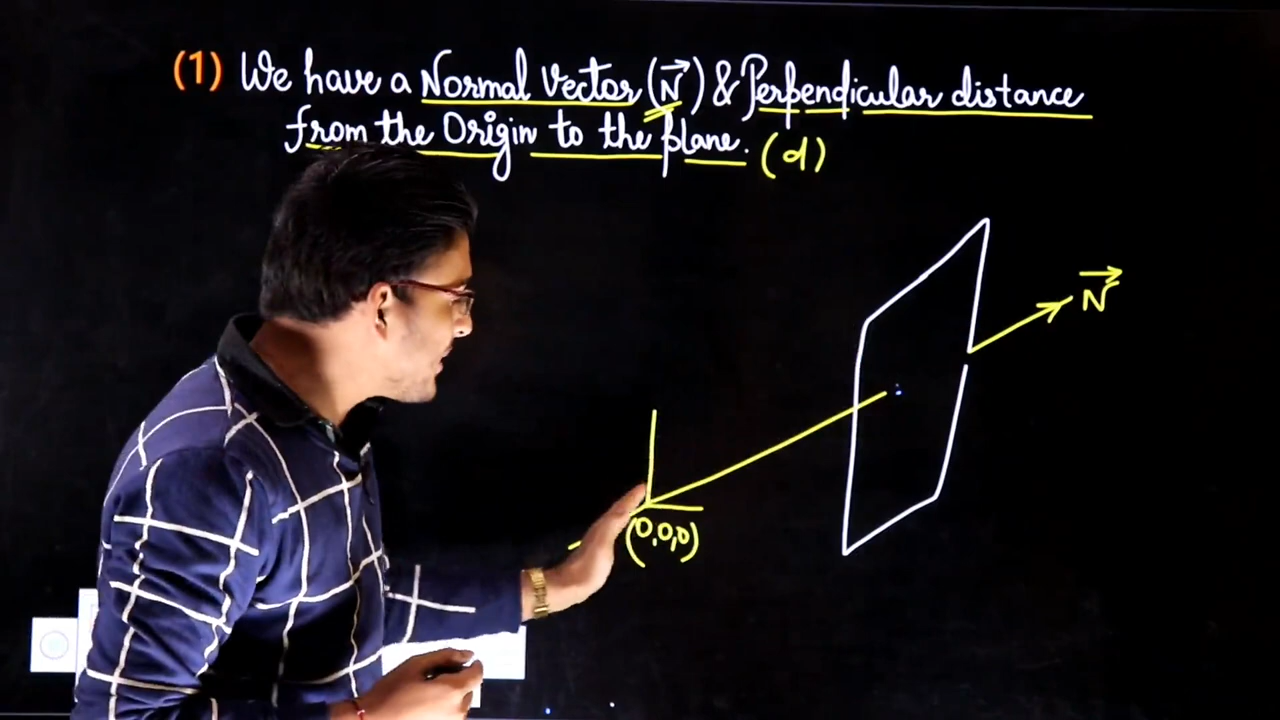 (1) We have a Normal Vector (N⃗) & Perpendicular distance
from the Origin to the plane. (d)
N⃗
(0,0,0)